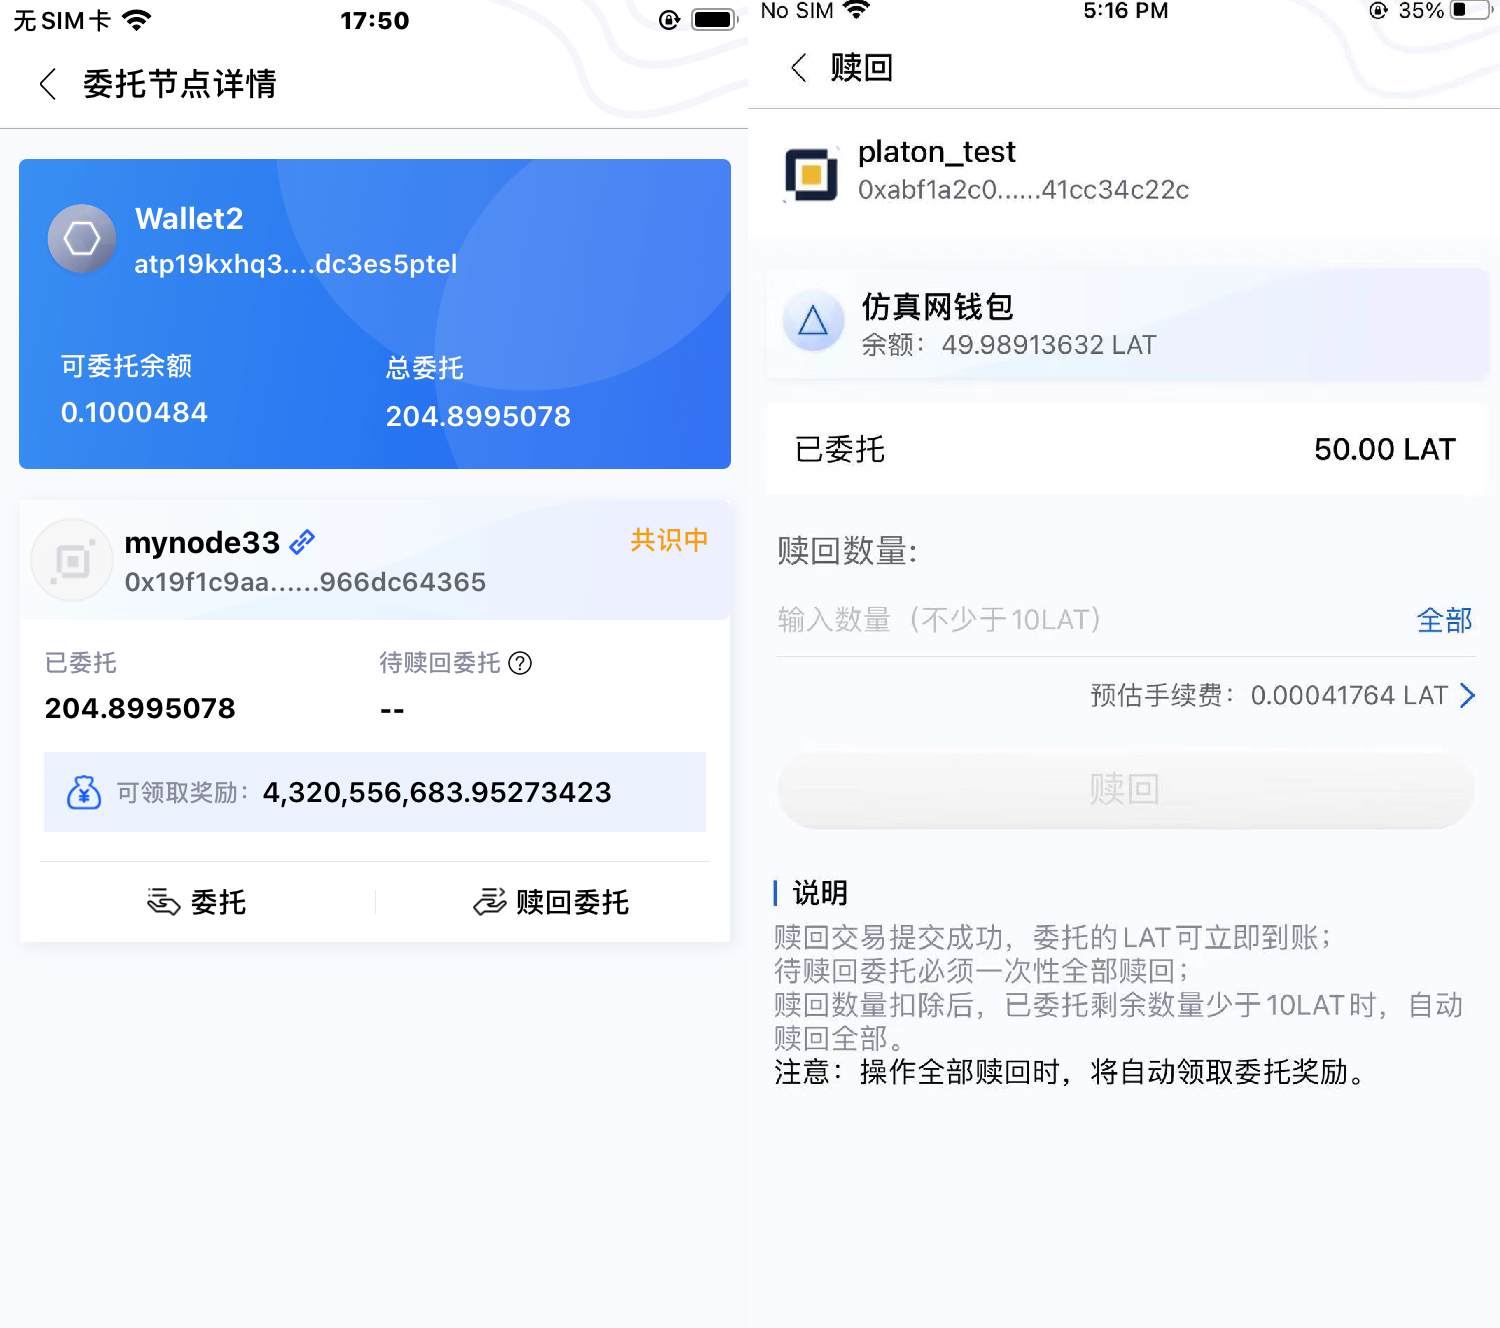 无SIM卡
17:50
委托节点详情
Wallet2
atp19kxhq3....dc3es5ptel
可委托余额
总委托
0.1000484
204.8995078
mynode33
共识中
0x19f1c9aa......966dc64365
已委托
待赎回委托 ?
204.8995078
--
可领取奖励: 4,320,556,683.95273423
委托
赎回委托
No SIM
5:16 PM
35%
赎回
platon_test
0xabf1a2c0......41cc34c22c
仿真网钱包
余额: 49.98913632 LAT
已委托
50.00 LAT
赎回数量:
输入数量（不少于10LAT）
全部
预估手续费: 0.00041764 LAT
赎回
说明
赎回交易提交成功，委托的LAT可立即到账；
待赎回委托必须一次性全部赎回；
赎回数量扣除后，已委托剩余数量少于10LAT时，自动
赎回全部。
注意：操作全部赎回时，将自动领取委托奖励。